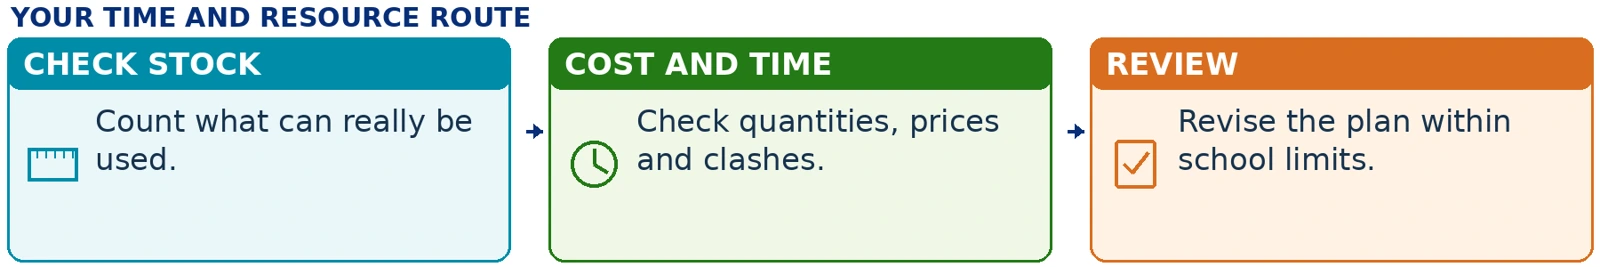 YOUR TIME AND RESOURCE ROUTE
CHECK STOCK
Count what can really be
used.
COST AND TIME
Check quantities, prices
and clashes.
REVIEW
Revise the plan within
school limits.